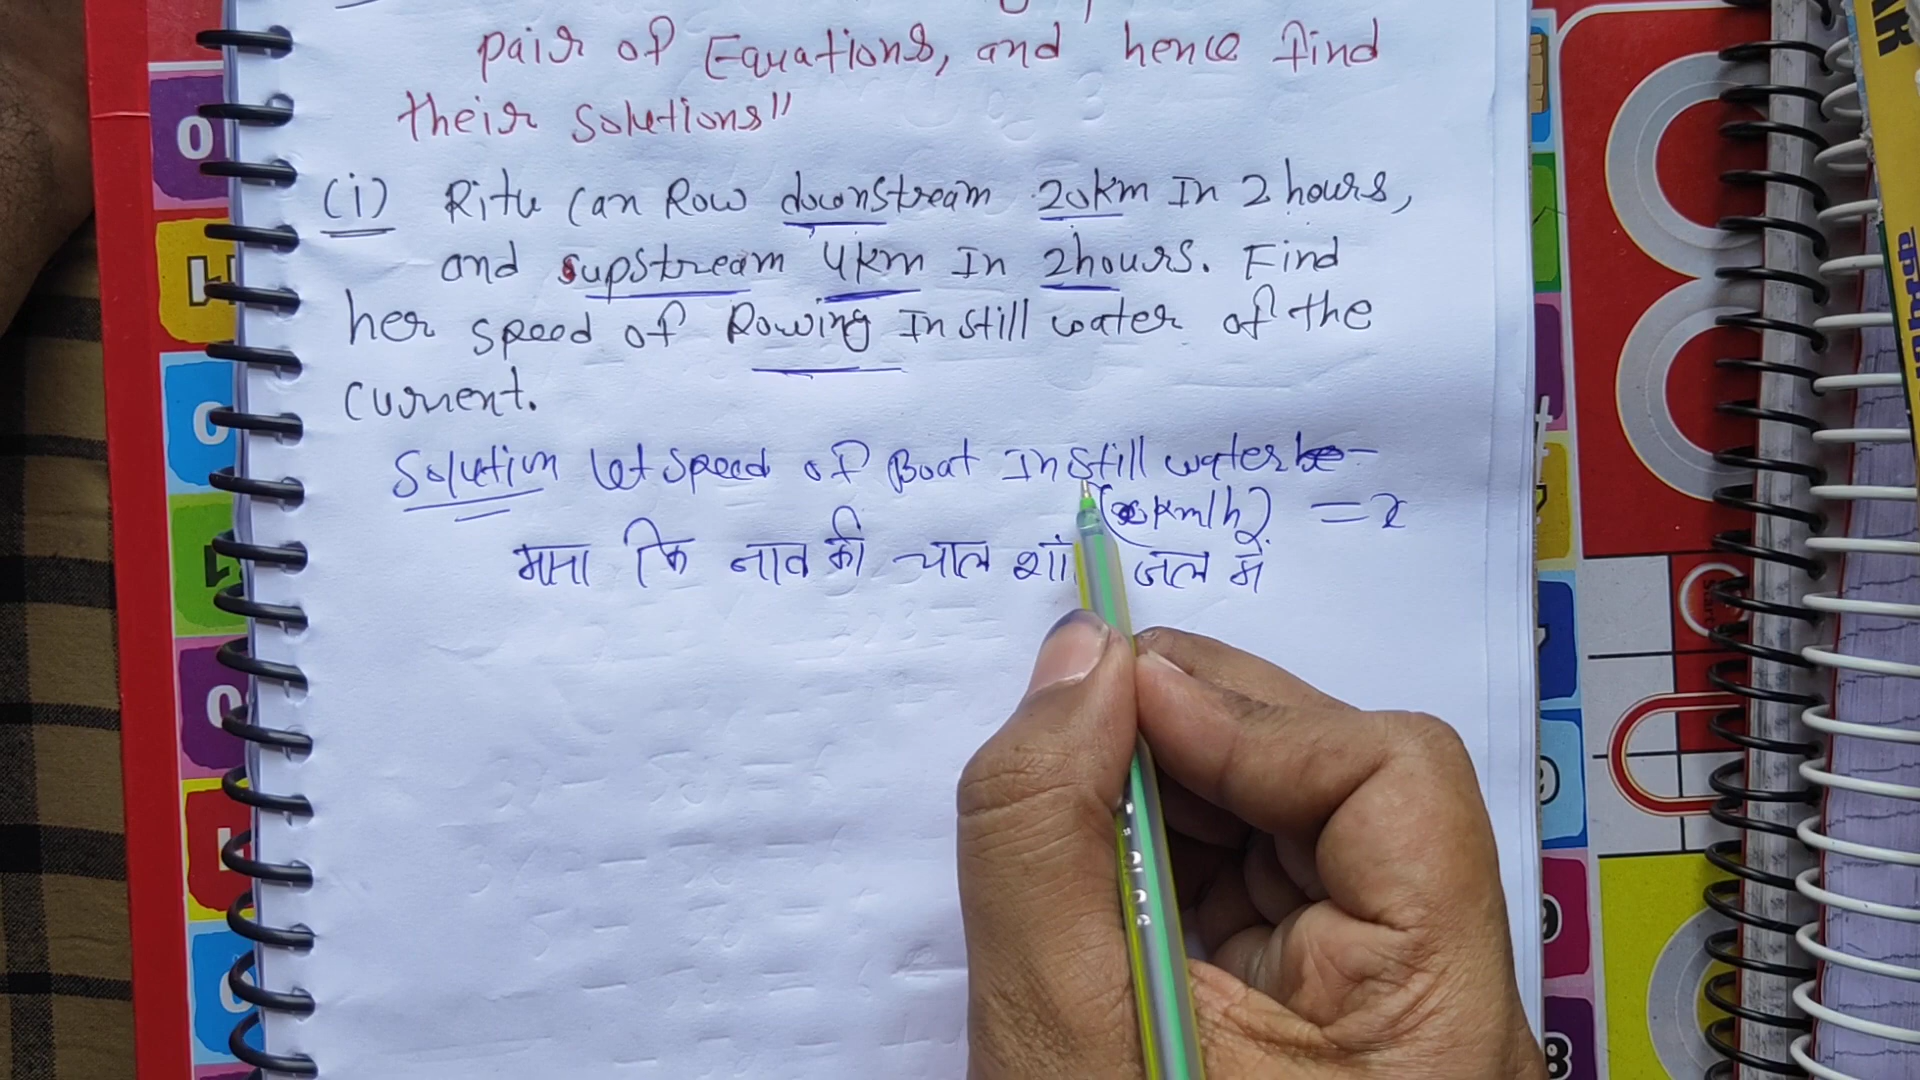 pair of Equations, and hence find
their Solutions"
(i) Ritu Can Row downstream 20km In 2 hours,
and supstream 4km In 2hours. Find
her speed of Rowing In Still water of the
current.
Solution let speed of Boat In Still water be-
(x km/h) = x
माना कि नाव की चाल जल में